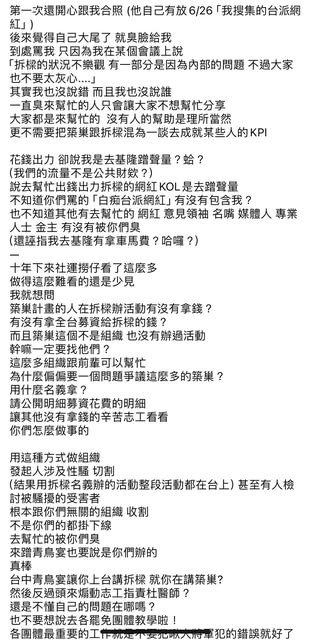 第一次還開心跟我合照 (他自己有放6/26「我搜集的台派網
紅」)
後來覺得自己大尾了 就臭臉給我
到處罵我 只因為我在某個會議上說
「拆樑的狀況不樂觀 有一部分是因為內部的問題 不過大家
也不要太灰心....」
其實我也沒說錯 而且我也沒說誰
一直臭來幫忙的人只會讓大家不想幫忙分享
大家都是來幫忙的 沒有人的幫助是理所當然
更不需要把築巢跟拆樑混為一談去成就某些人的KPI

花錢出力 卻說我是去基隆蹭聲量?蛤?
(我們的流量不是公共財欸?)
說去幫忙出錢出力拆樑的網紅KOL是去蹭聲量
不知道你們罵的「白痴台派網紅」有沒有包含我?
也不知道其他有去幫忙的 網紅 意見領袖 名嘴 媒體人 專業
人士 金主 有沒有被你們臭
(還誣指我去基隆有拿車馬費?哈囉?)
—
十年下來社運撈仔看了這麼多
做得這麼難看的還是少見
我就想問
築巢計畫的人在拆樑辦活動有沒有拿錢?
有沒有拿全台募資給拆樑的錢?
而且築巢這個不是組織 也沒有辦過活動
幹嘛一定要找他們?
這麼多組織跟前輩可以幫忙
為什麼偏偏要一個問題爭議這麼多的築巢?
用什麼名義拿?
請公開明細募資花費的明細
讓其他沒有拿錢的辛苦志工看看
你們怎麼做事的

用這種方式做組織
發起人涉及性騷 切割
(結果用拆樑名義辦的活動整段活動都在台上) 甚至有人檢
討被騷擾的受害者
根本跟你們無關的組織 收割
不是你們的都掛下線
去幫忙的被你們臭
來蹭青鳥宴也要說是你們辦的
真棒
台中青鳥宴讓你上台講拆樑 就你在講築巢?
然後反過頭來煽動志工指責杜醫師?
還是不懂自己的問題在哪嗎?
也不要想說去各罷免團體教學啦!
各團體最重要的工作就是不要犯啾人將軍犯的錯誤就好了